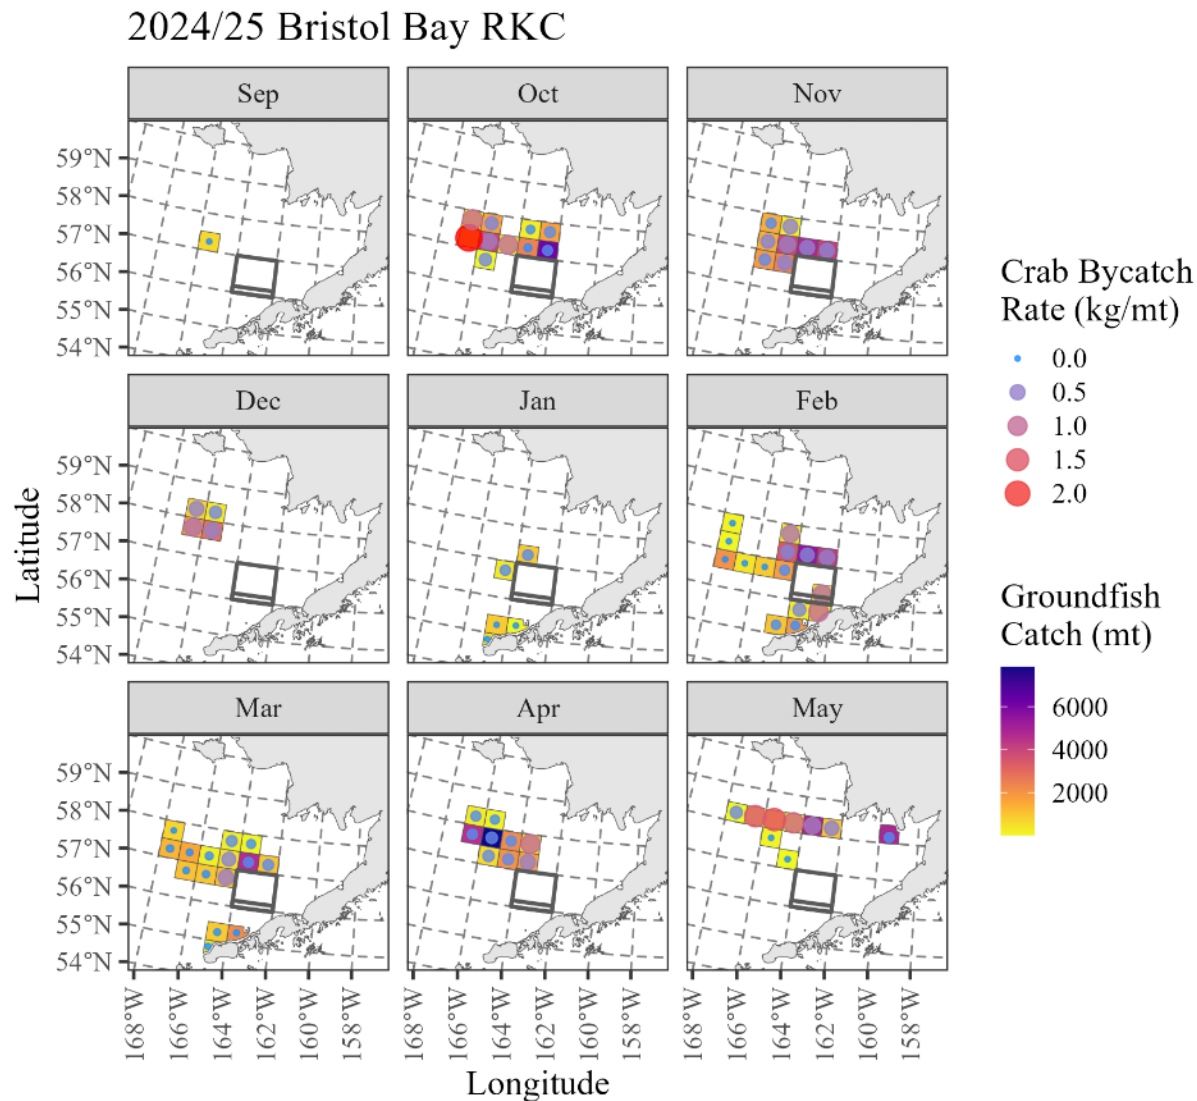 2024/25 Bristol Bay RKC
Sep
Oct
Nov
59°N
58°N
57°N
56°N
55°N
54°N
Dec
Jan
Feb
59°N
58°N
57°N
56°N
55°N
54°N
Mar
Apr
May
59°N
58°N
57°N
56°N
55°N
54°N
168°W
166°W
164°W
162°W
160°W
158°W
168°W
166°W
164°W
162°W
160°W
158°W
168°W
166°W
164°W
162°W
160°W
158°W
Longitude
Latitude
Crab Bycatch
Rate (kg/mt)
0.0
0.5
1.0
1.5
2.0
Groundfish
Catch (mt)
6000
4000
2000